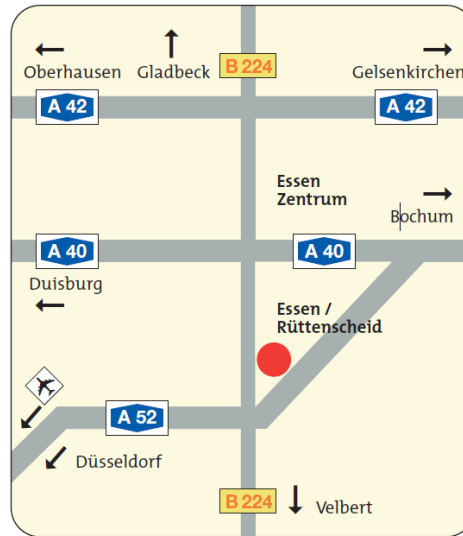 B 224
Oberhausen
Gladbeck
Gelsenkirchen
A 42
A 42
Essen
Zentrum
Bochum
A 40
A 40
Duisburg
Essen /
Rüttenscheid
A 52
Düsseldorf
B 224
Velbert